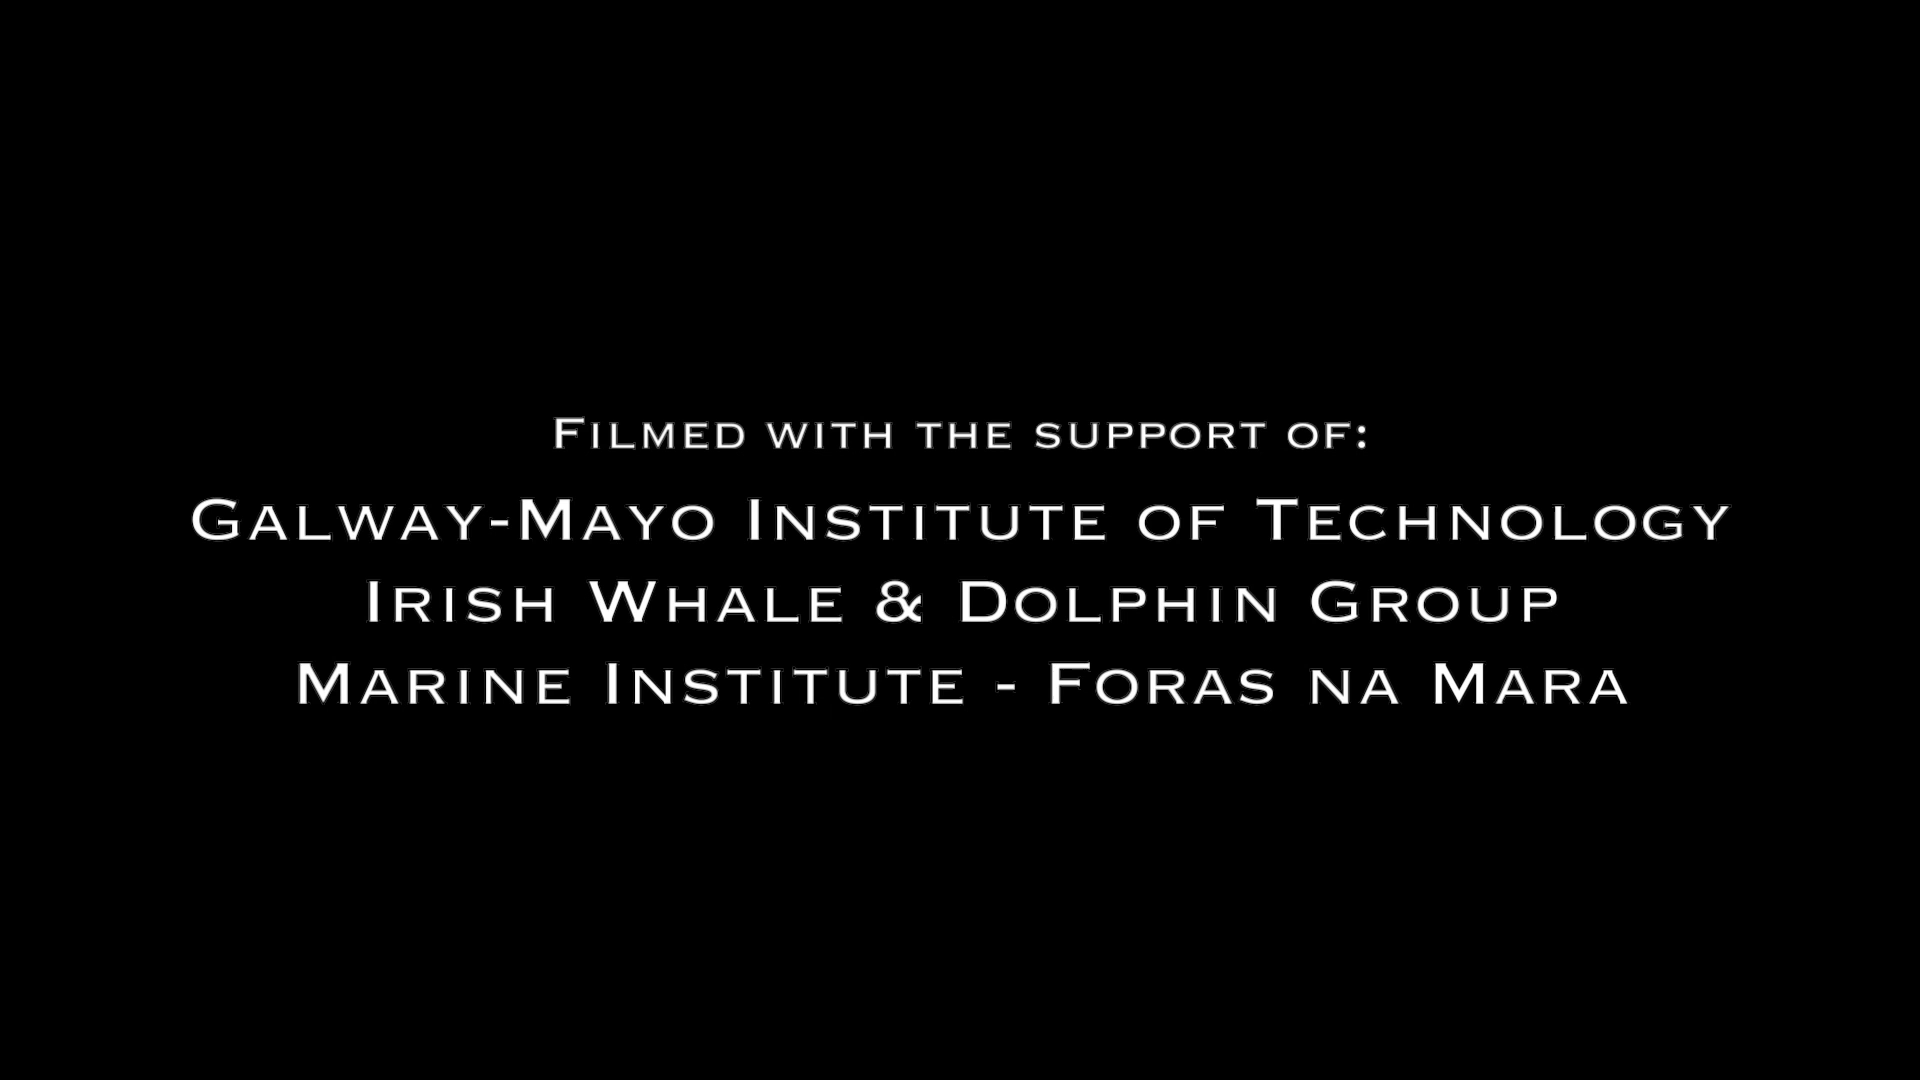 Filmed with the support of:
Galway-Mayo Institute of Technology
Irish Whale & Dolphin Group
Marine Institute - Foras na Mara